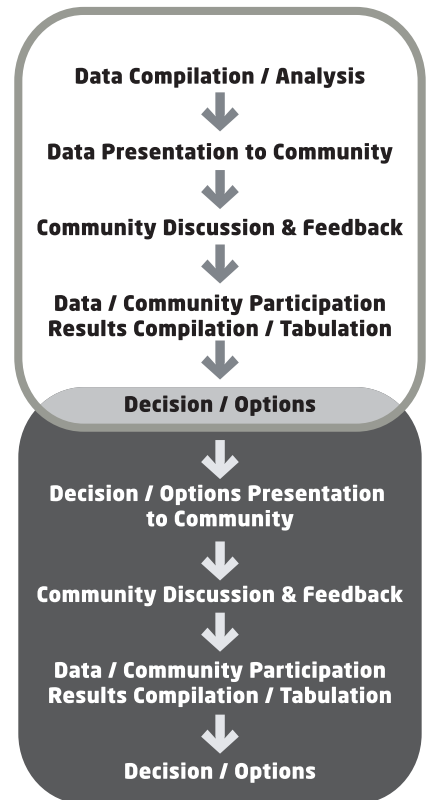 Data Compilation / Analysis
Data Presentation to Community
Community Discussion & Feedback
Data / Community Participation
Results Compilation / Tabulation
Decision / Options
Decision / Options Presentation
to Community
Community Discussion & Feedback
Data / Community Participation
Results Compilation / Tabulation
Decision / Options